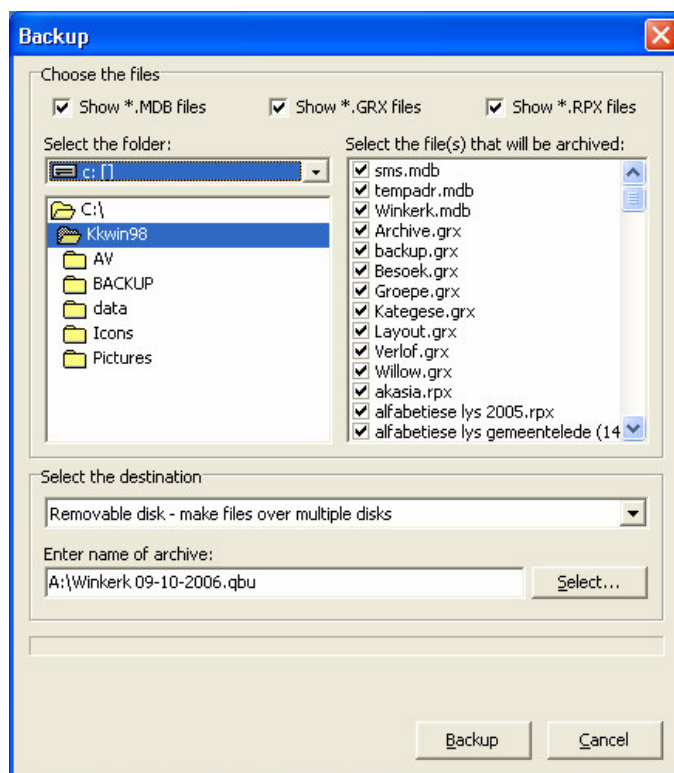 Backup
Choose the files
Show *.MDB files
Show *.GRX files
Show *.RPX files
Select the folder:
c: []
C:\
Kkwin98
AV
BACKUP
data
Icons
Pictures
Select the file(s) that will be archived:
sms.mdb
tempadr.mdb
Winkerk.mdb
Archive.grx
backup.grx
Besoek.grx
Groepe.grx
Kategese.grx
Layout.grx
Verlof.grx
Willow.grx
akasia.rpx
alfabetiese lys 2005.rpx
alfabetiese lys gemeentelede (14
Select the destination
Removable disk - make files over multiple disks
Enter name of archive:
A:\Winkerk 09-10-2006.qbu
Select...
Backup
Cancel